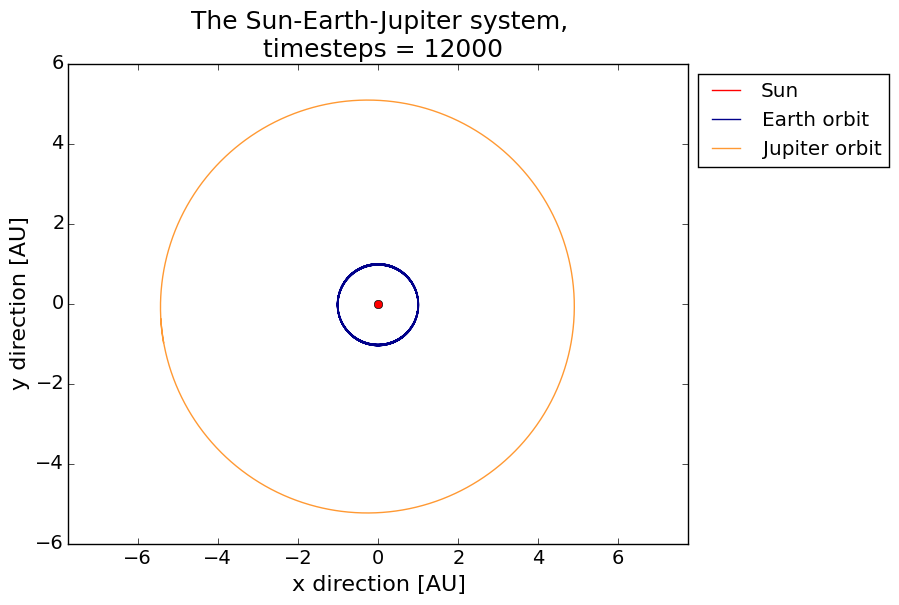 The Sun-Earth-Jupiter system,
timesteps = 12000
Sun
Earth orbit
Jupiter orbit
y direction [AU]
6
4
2
0
−2
−4
−6
−6 −4 −2 0 2 4 6
x direction [AU]